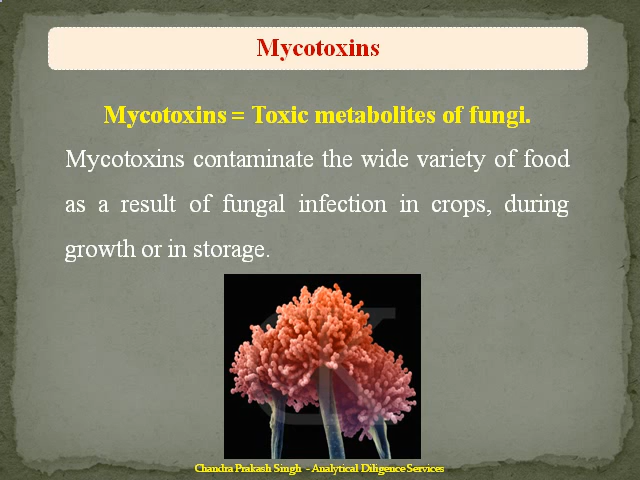 Mycotoxins
Mycotoxins = Toxic metabolites of fungi.
Mycotoxins contaminate the wide variety of food
as a result of fungal infection in crops, during
growth or in storage.
Chandra Prakash Singh - Analytical Diligence Services